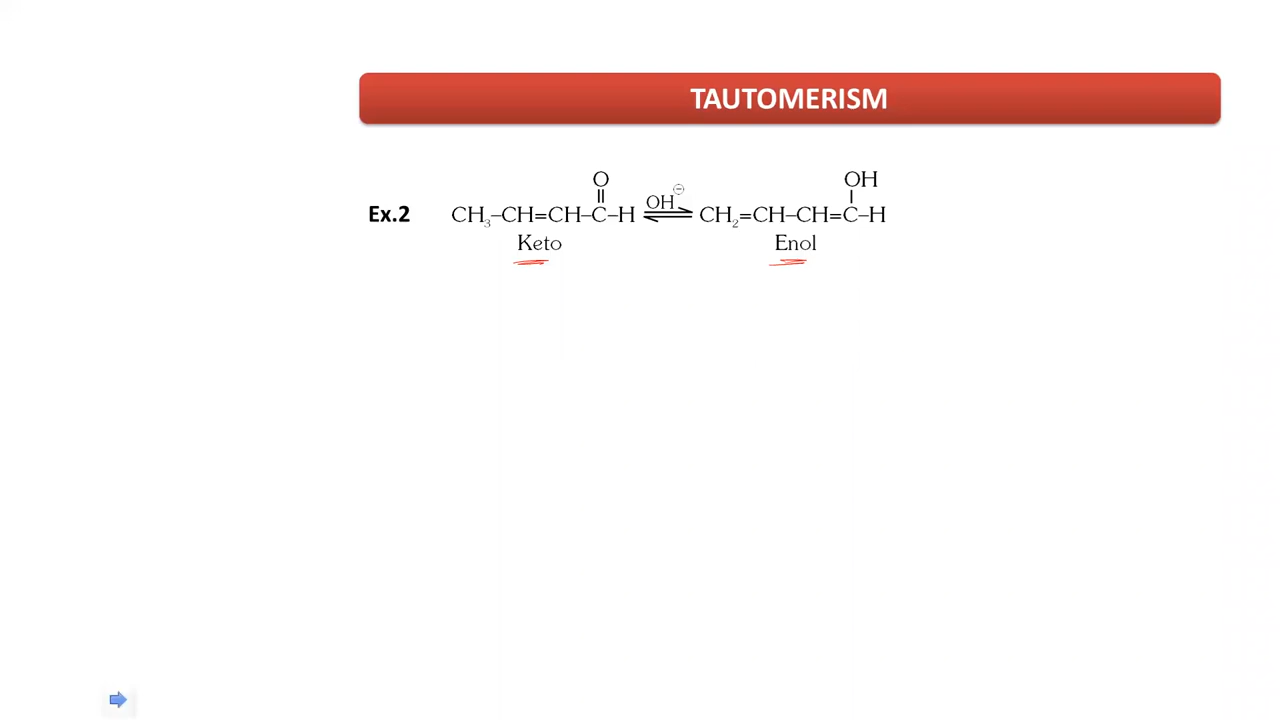 TAUTOMERISM
O
OH⊖
OH
Ex.2 CH₃–CH=CH–C–H ⇌ CH₂=CH–CH=C–H
Keto Enol